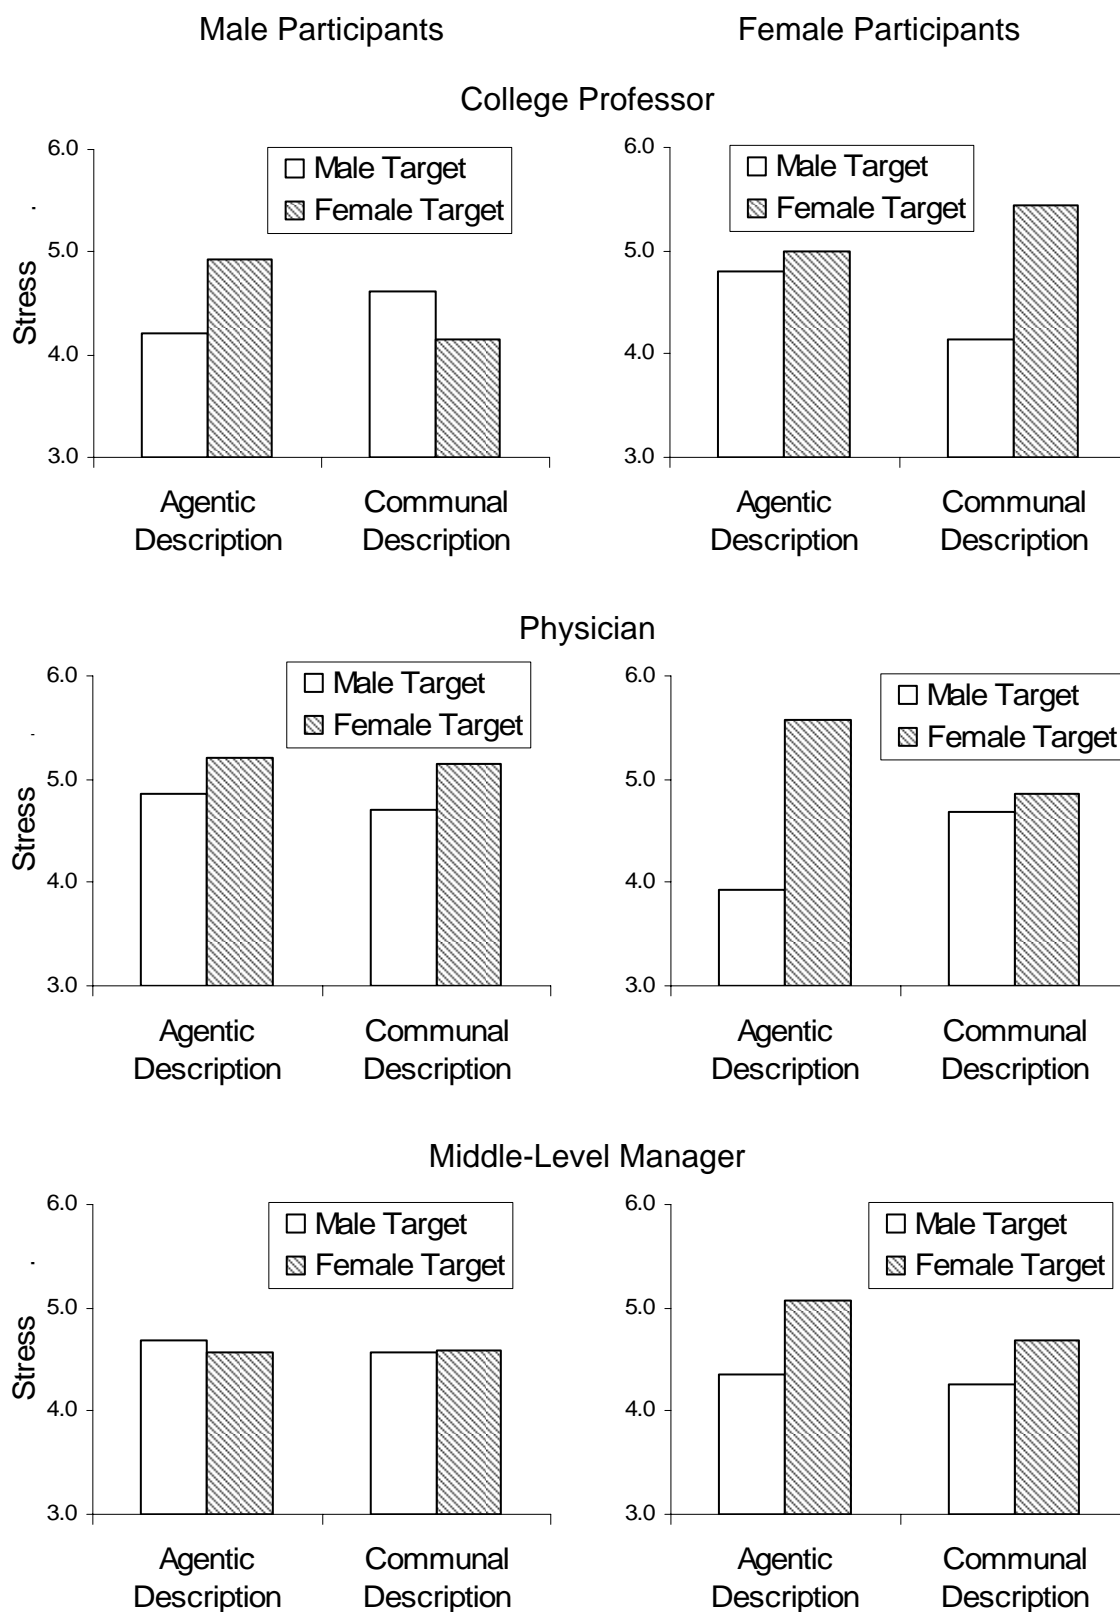 Male Participants
Female Participants
College Professor
6.0
5.0
4.0
3.0
Stress
Male Target
Female Target
Agentic
Description
Communal
Description
6.0
5.0
4.0
3.0
Male Target
Female Target
Agentic
Description
Communal
Description
Physician
6.0
5.0
4.0
3.0
Stress
Male Target
Female Target
Agentic
Description
Communal
Description
6.0
5.0
4.0
3.0
Male Target
Female Target
Agentic
Description
Communal
Description
Middle-Level Manager
6.0
5.0
4.0
3.0
Stress
Male Target
Female Target
Agentic
Description
Communal
Description
6.0
5.0
4.0
3.0
Male Target
Female Target
Agentic
Description
Communal
Description